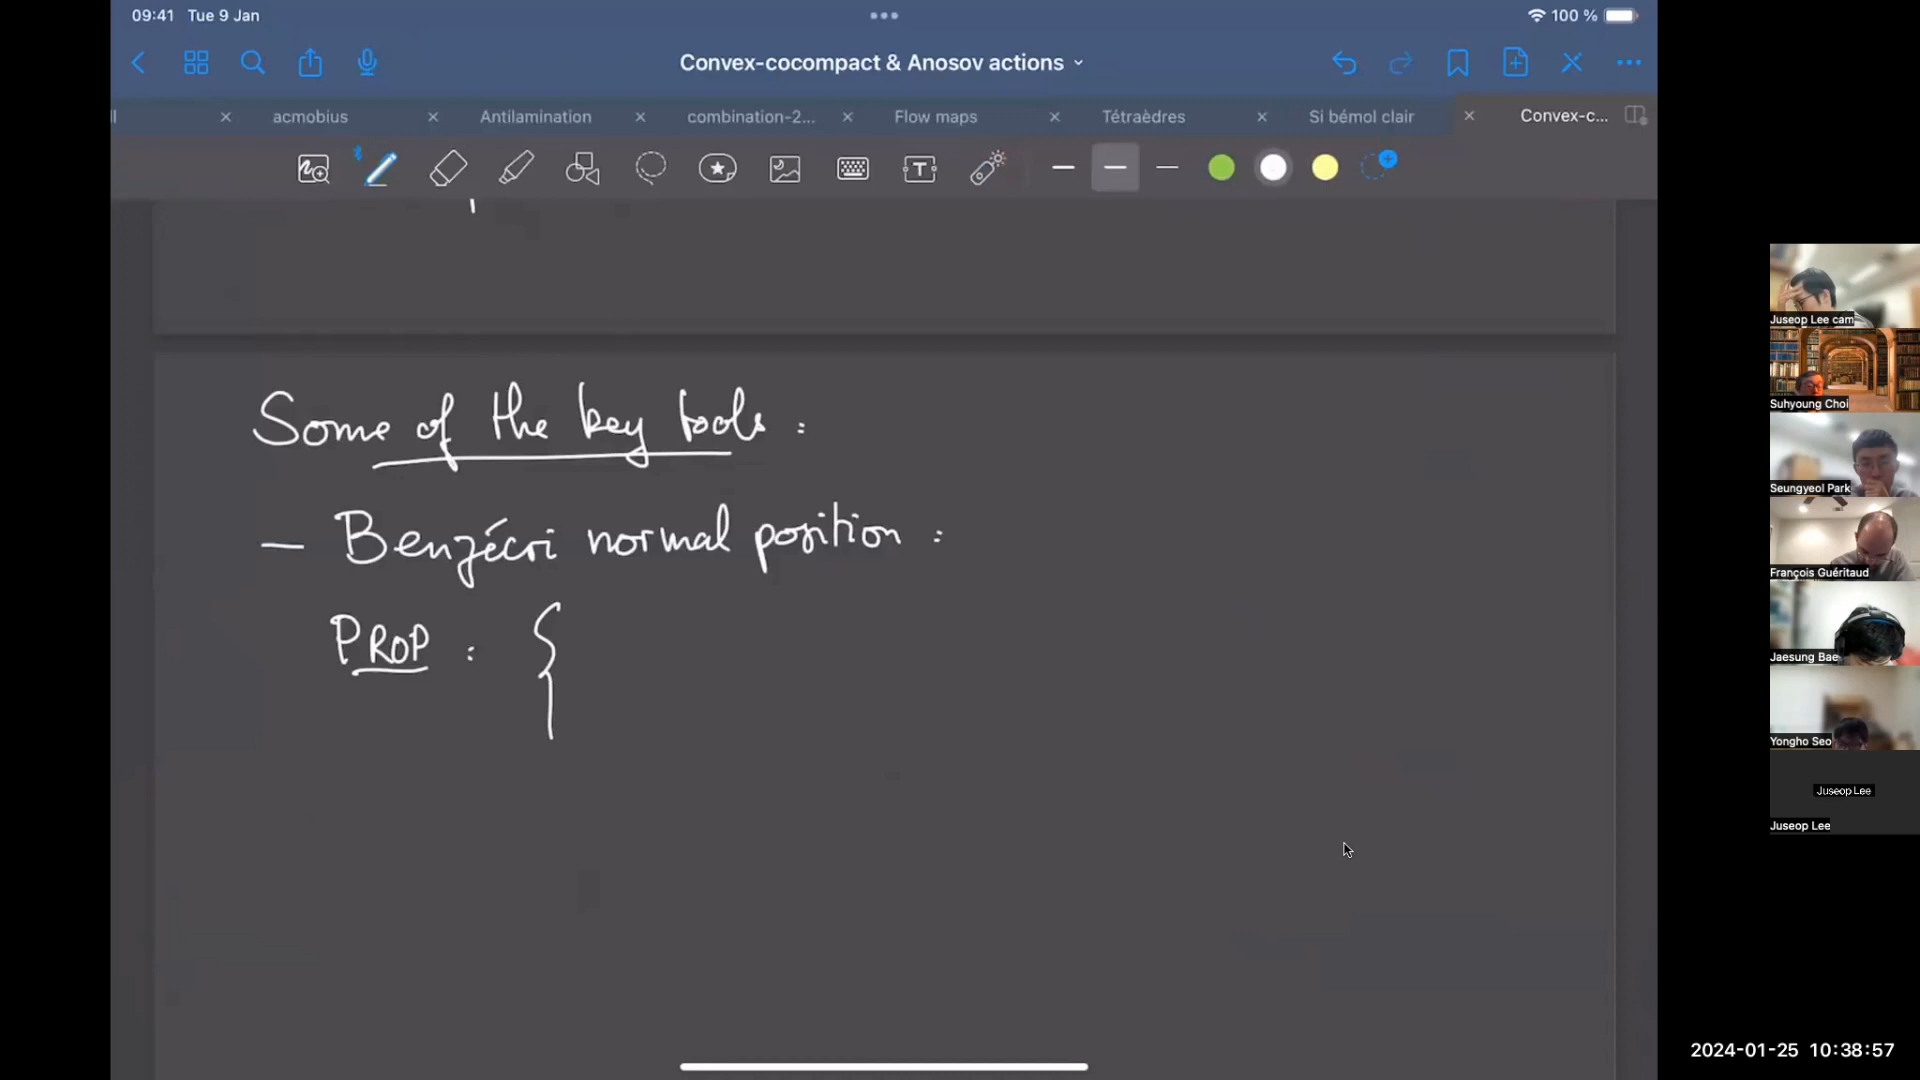 09:41 Tue 9 Jan
100 %
Convex-cocompact & Anosov actions
ll
acmobius
Antilamination
combination-2...
Flow maps
Tétraèdres
Si bémol clair
Convex-c...
Some of the key tools :
— Benzécri normal position :
PROP : {
Juseop Lee cam
Suhyoung Choi
Seungyeol Park
François Guéritaud
Jaesung Bae
Yongho Seo
Juseop Lee
Juseop Lee
2024-01-25 10:38:57